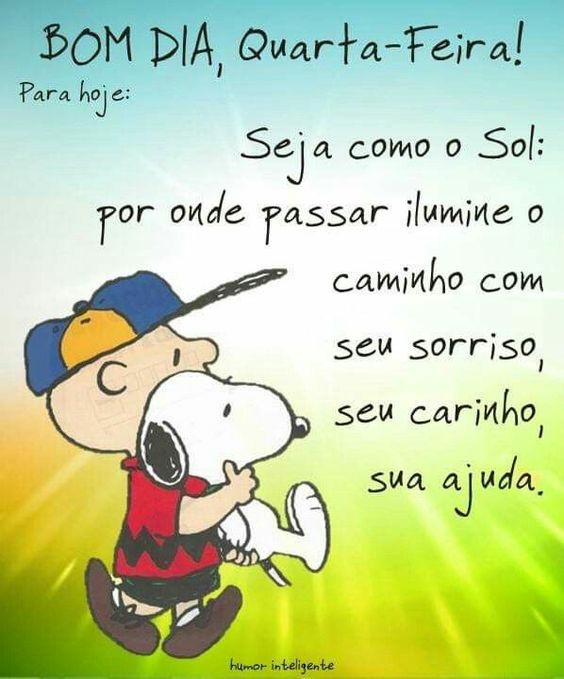 BOM DIA, Quarta-Feira!
Para hoje:
Seja como o Sol:
por onde passar ilumine o
caminho com
seu sorriso,
seu carinho,
sua ajuda.
humor inteligente